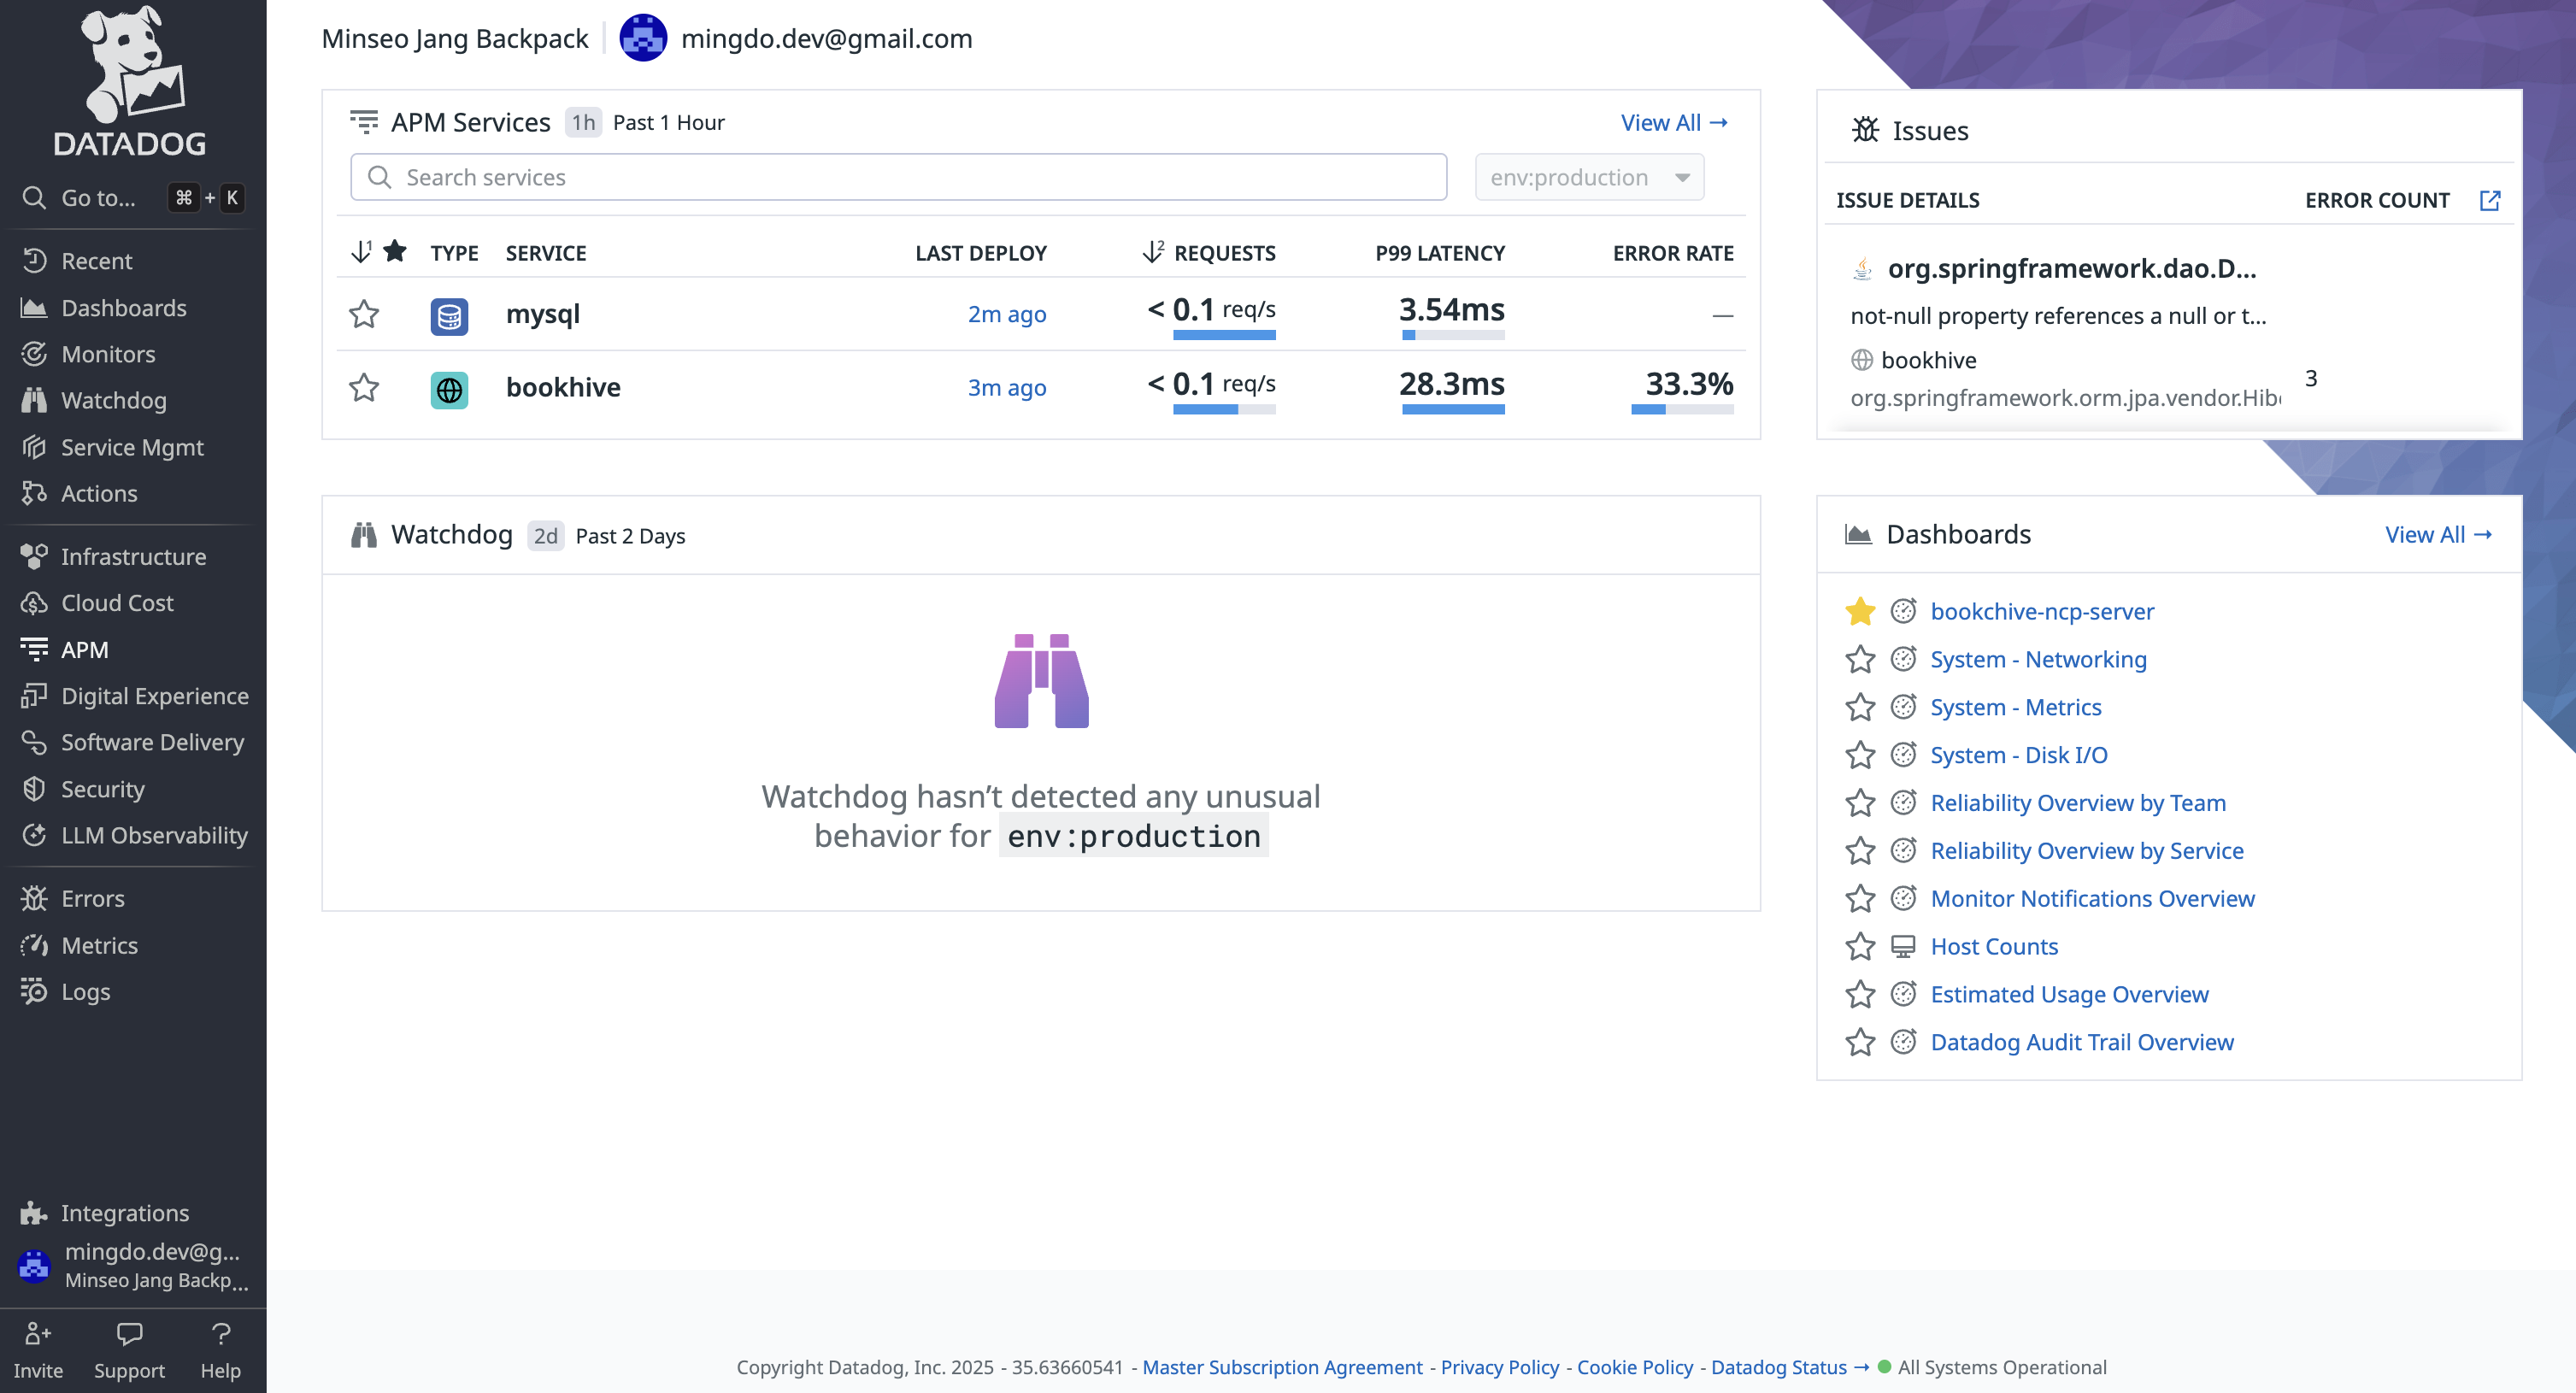 DATADOG
Go to... ⌘ + K
Recent
Dashboards
Monitors
Watchdog
Service Mgmt
Actions
Infrastructure
Cloud Cost
APM
Digital Experience
Software Delivery
Security
LLM Observability
Errors
Metrics
Logs
Integrations
mingdo.dev@g...
Minseo Jang Backp...
Invite Support Help
Minseo Jang Backpack mingdo.dev@gmail.com
APM Services 1h Past 1 Hour View All →
Search services env:production
1 TYPE SERVICE LAST DEPLOY 2 REQUESTS P99 LATENCY ERROR RATE
mysql 2m ago < 0.1 req/s 3.54ms —
bookhive 3m ago < 0.1 req/s 28.3ms 33.3%
Issues
ISSUE DETAILS ERROR COUNT
org.springframework.dao.D...
not-null property references a null or t...
bookhive
3
org.springframework.orm.jpa.vendor.Hib
Watchdog 2d Past 2 Days
Watchdog hasn’t detected any unusual
behavior for env:production
Dashboards View All →
bookchive-ncp-server
System - Networking
System - Metrics
System - Disk I/O
Reliability Overview by Team
Reliability Overview by Service
Monitor Notifications Overview
Host Counts
Estimated Usage Overview
Datadog Audit Trail Overview
Copyright Datadog, Inc. 2025 - 35.63660541 - Master Subscription Agreement - Privacy Policy - Cookie Policy - Datadog Status → All Systems Operational